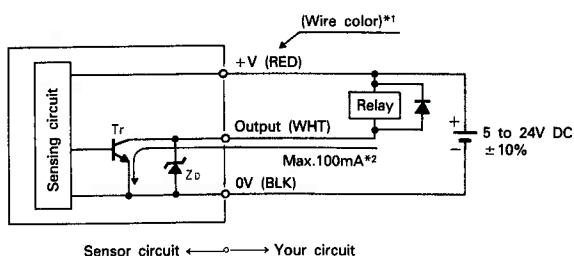 (Wire color)*1
+V (RED)
Sensing circuit
Tr
Relay
Output (WHT)
+
5 to 24V DC
−
±10%
Max.100mA*2
ZD
0V (BLK)
Sensor circuit ←○→ Your circuit